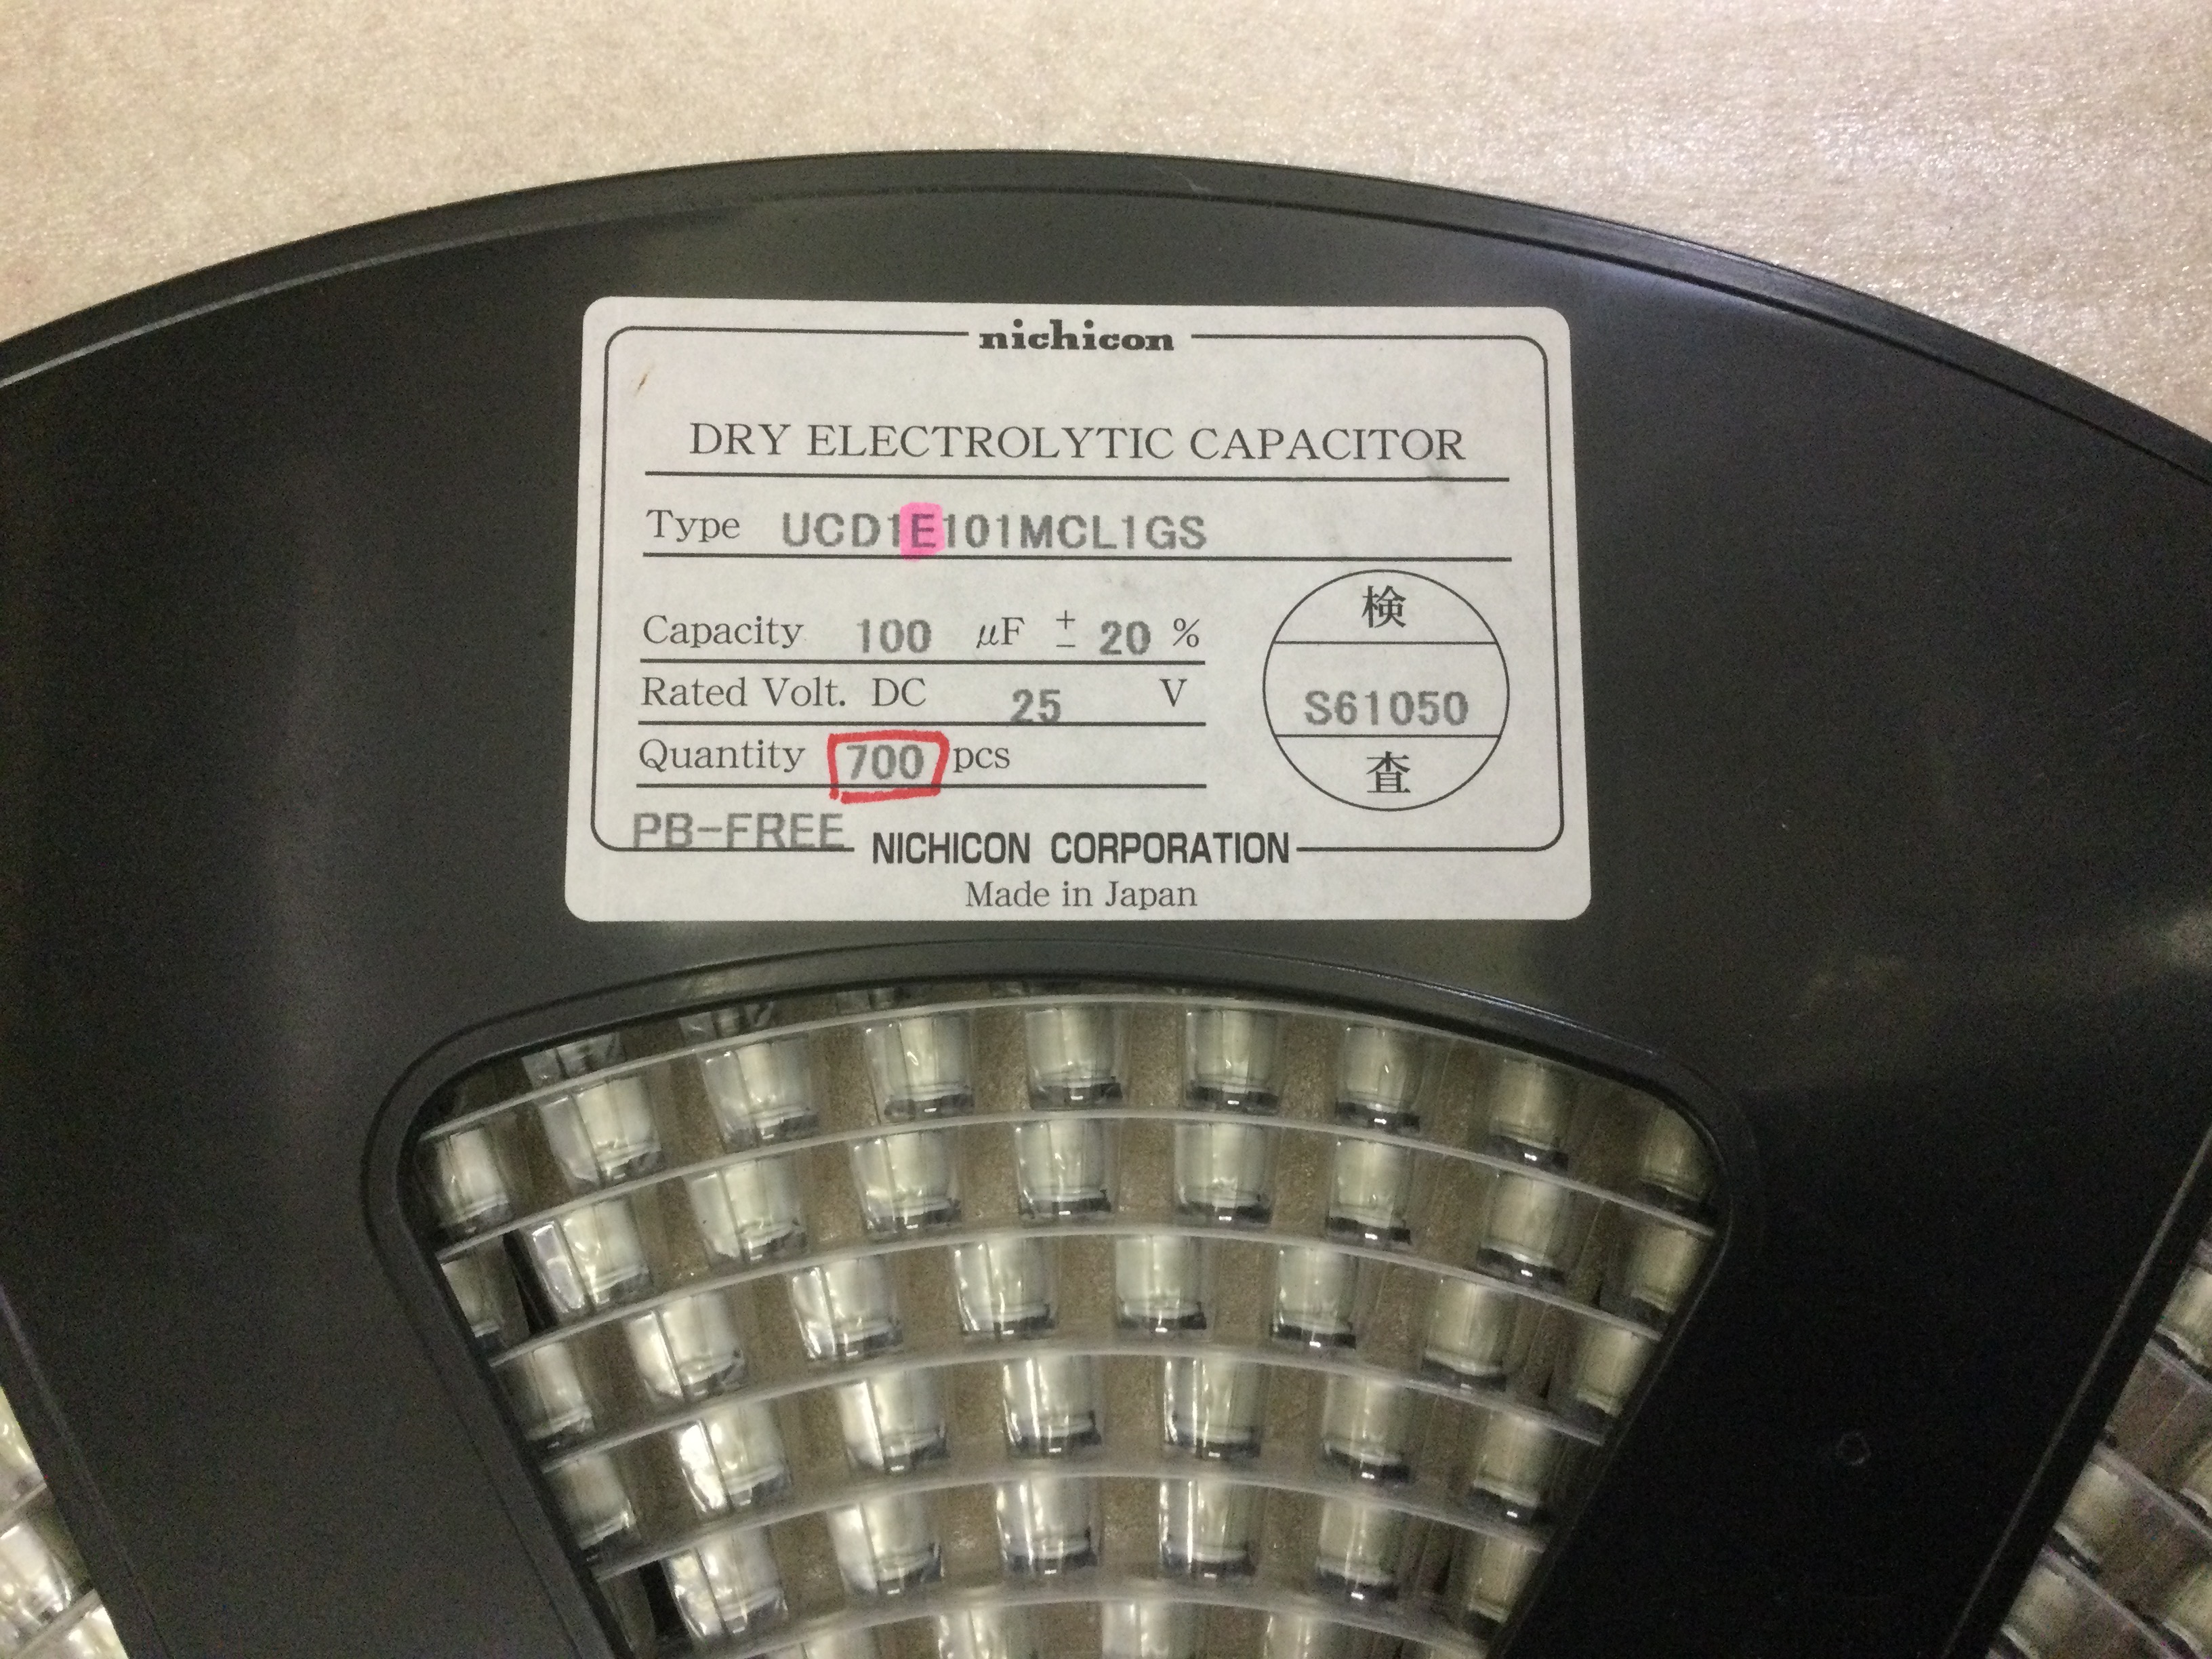 nichicon
DRY ELECTROLYTIC CAPACITOR
Type UCD1E101MCL1GS
Capacity 100 μF ± 20 %
Rated Volt. DC 25 V
Quantity 700 pcs
検
S61050
査
PB-FREE
NICHICON CORPORATION
Made in Japan